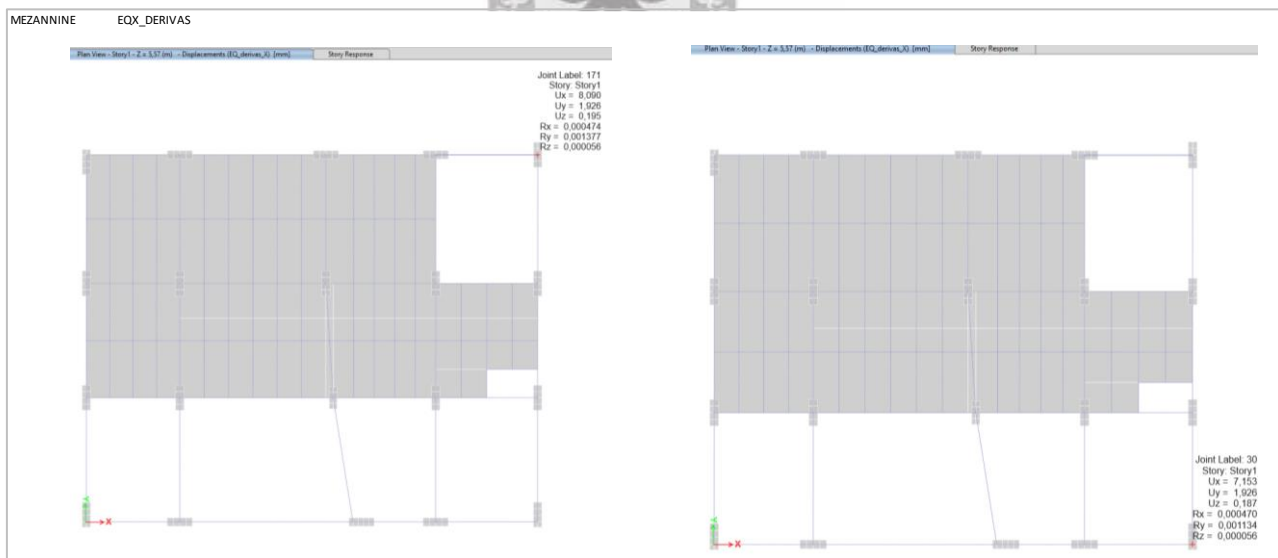 MEZANNINE EQX_DERIVAS
Plan View - Story1 - Z = 5,57 (m) - Displacements (EQ_derivas_X) [mm] Story Response
Joint Label: 171
Story: Story1
Ux = 8,090
Uy = 1,926
Uz = 0,195
Rx = 0,000474
Ry = 0,001377
Rz = 0,000056
Y
X
Plan View - Story1 - Z = 5,57 (m) - Displacements (EQ_derivas_X) [mm] Story Response
Joint Label: 30
Story: Story1
Ux = 7,153
Uy = 1,926
Uz = 0,187
Rx = 0,000470
Ry = 0,001134
Rz = 0,000056
Y
X